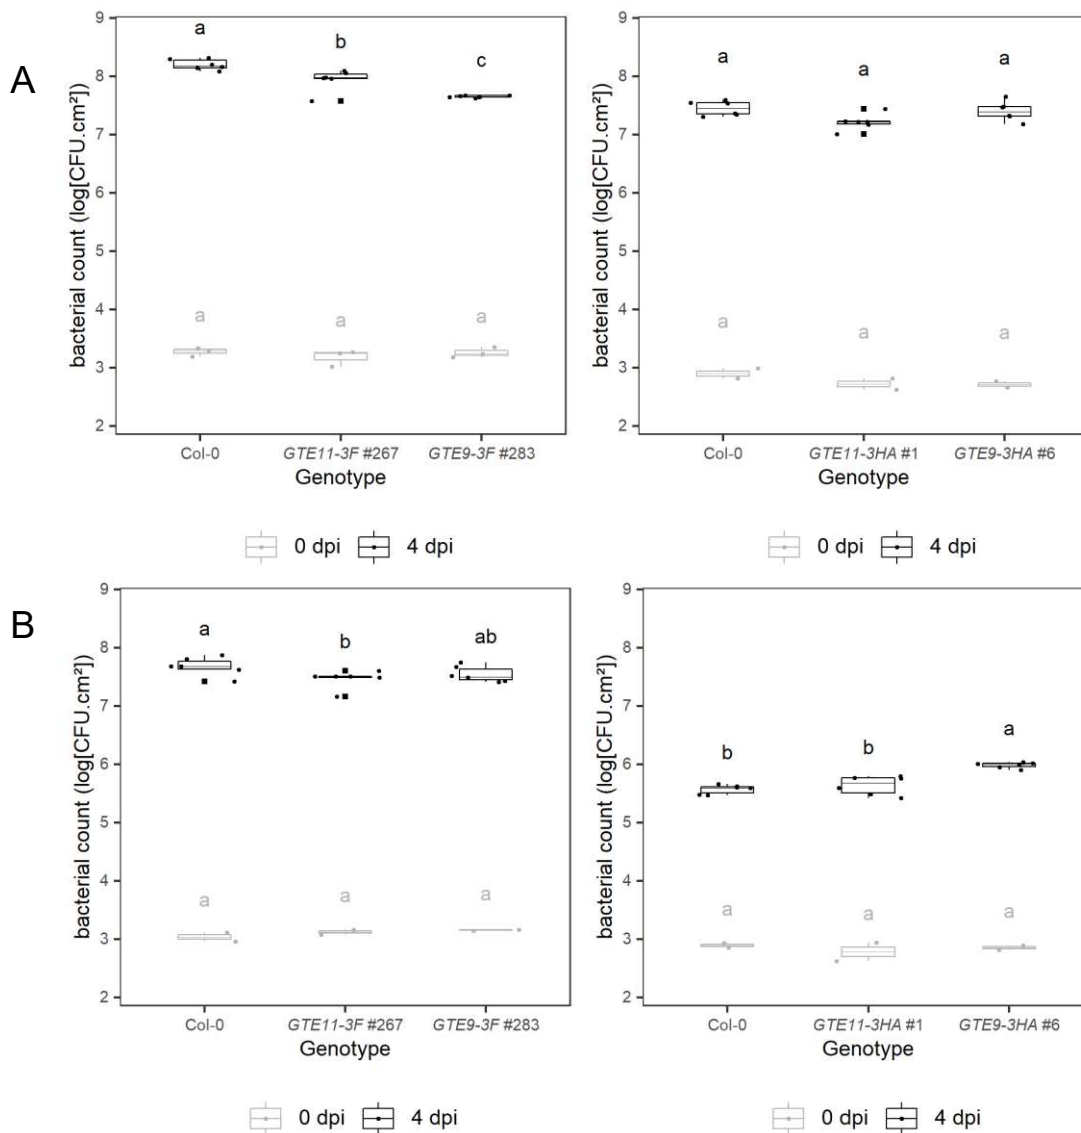 A
bacterial count (log[CFU.cm²])
9
8
7
6
5
4
3
2
a
b
c
a
a
a
Col-0
GTE11-3F #267
GTE9-3F #283
Genotype
0 dpi
4 dpi
bacterial count (log[CFU.cm²])
9
8
7
6
5
4
3
2
a
a
a
a
a
a
Col-0
GTE11-3HA #1
GTE9-3HA #6
Genotype
0 dpi
4 dpi
B
bacterial count (log[CFU.cm²])
9
8
7
6
5
4
3
2
a
b
ab
a
a
a
Col-0
GTE11-3F #267
GTE9-3F #283
Genotype
0 dpi
4 dpi
bacterial count (log[CFU.cm²])
9
8
7
6
5
4
3
2
b
b
a
a
a
a
Col-0
GTE11-3HA #1
GTE9-3HA #6
Genotype
0 dpi
4 dpi